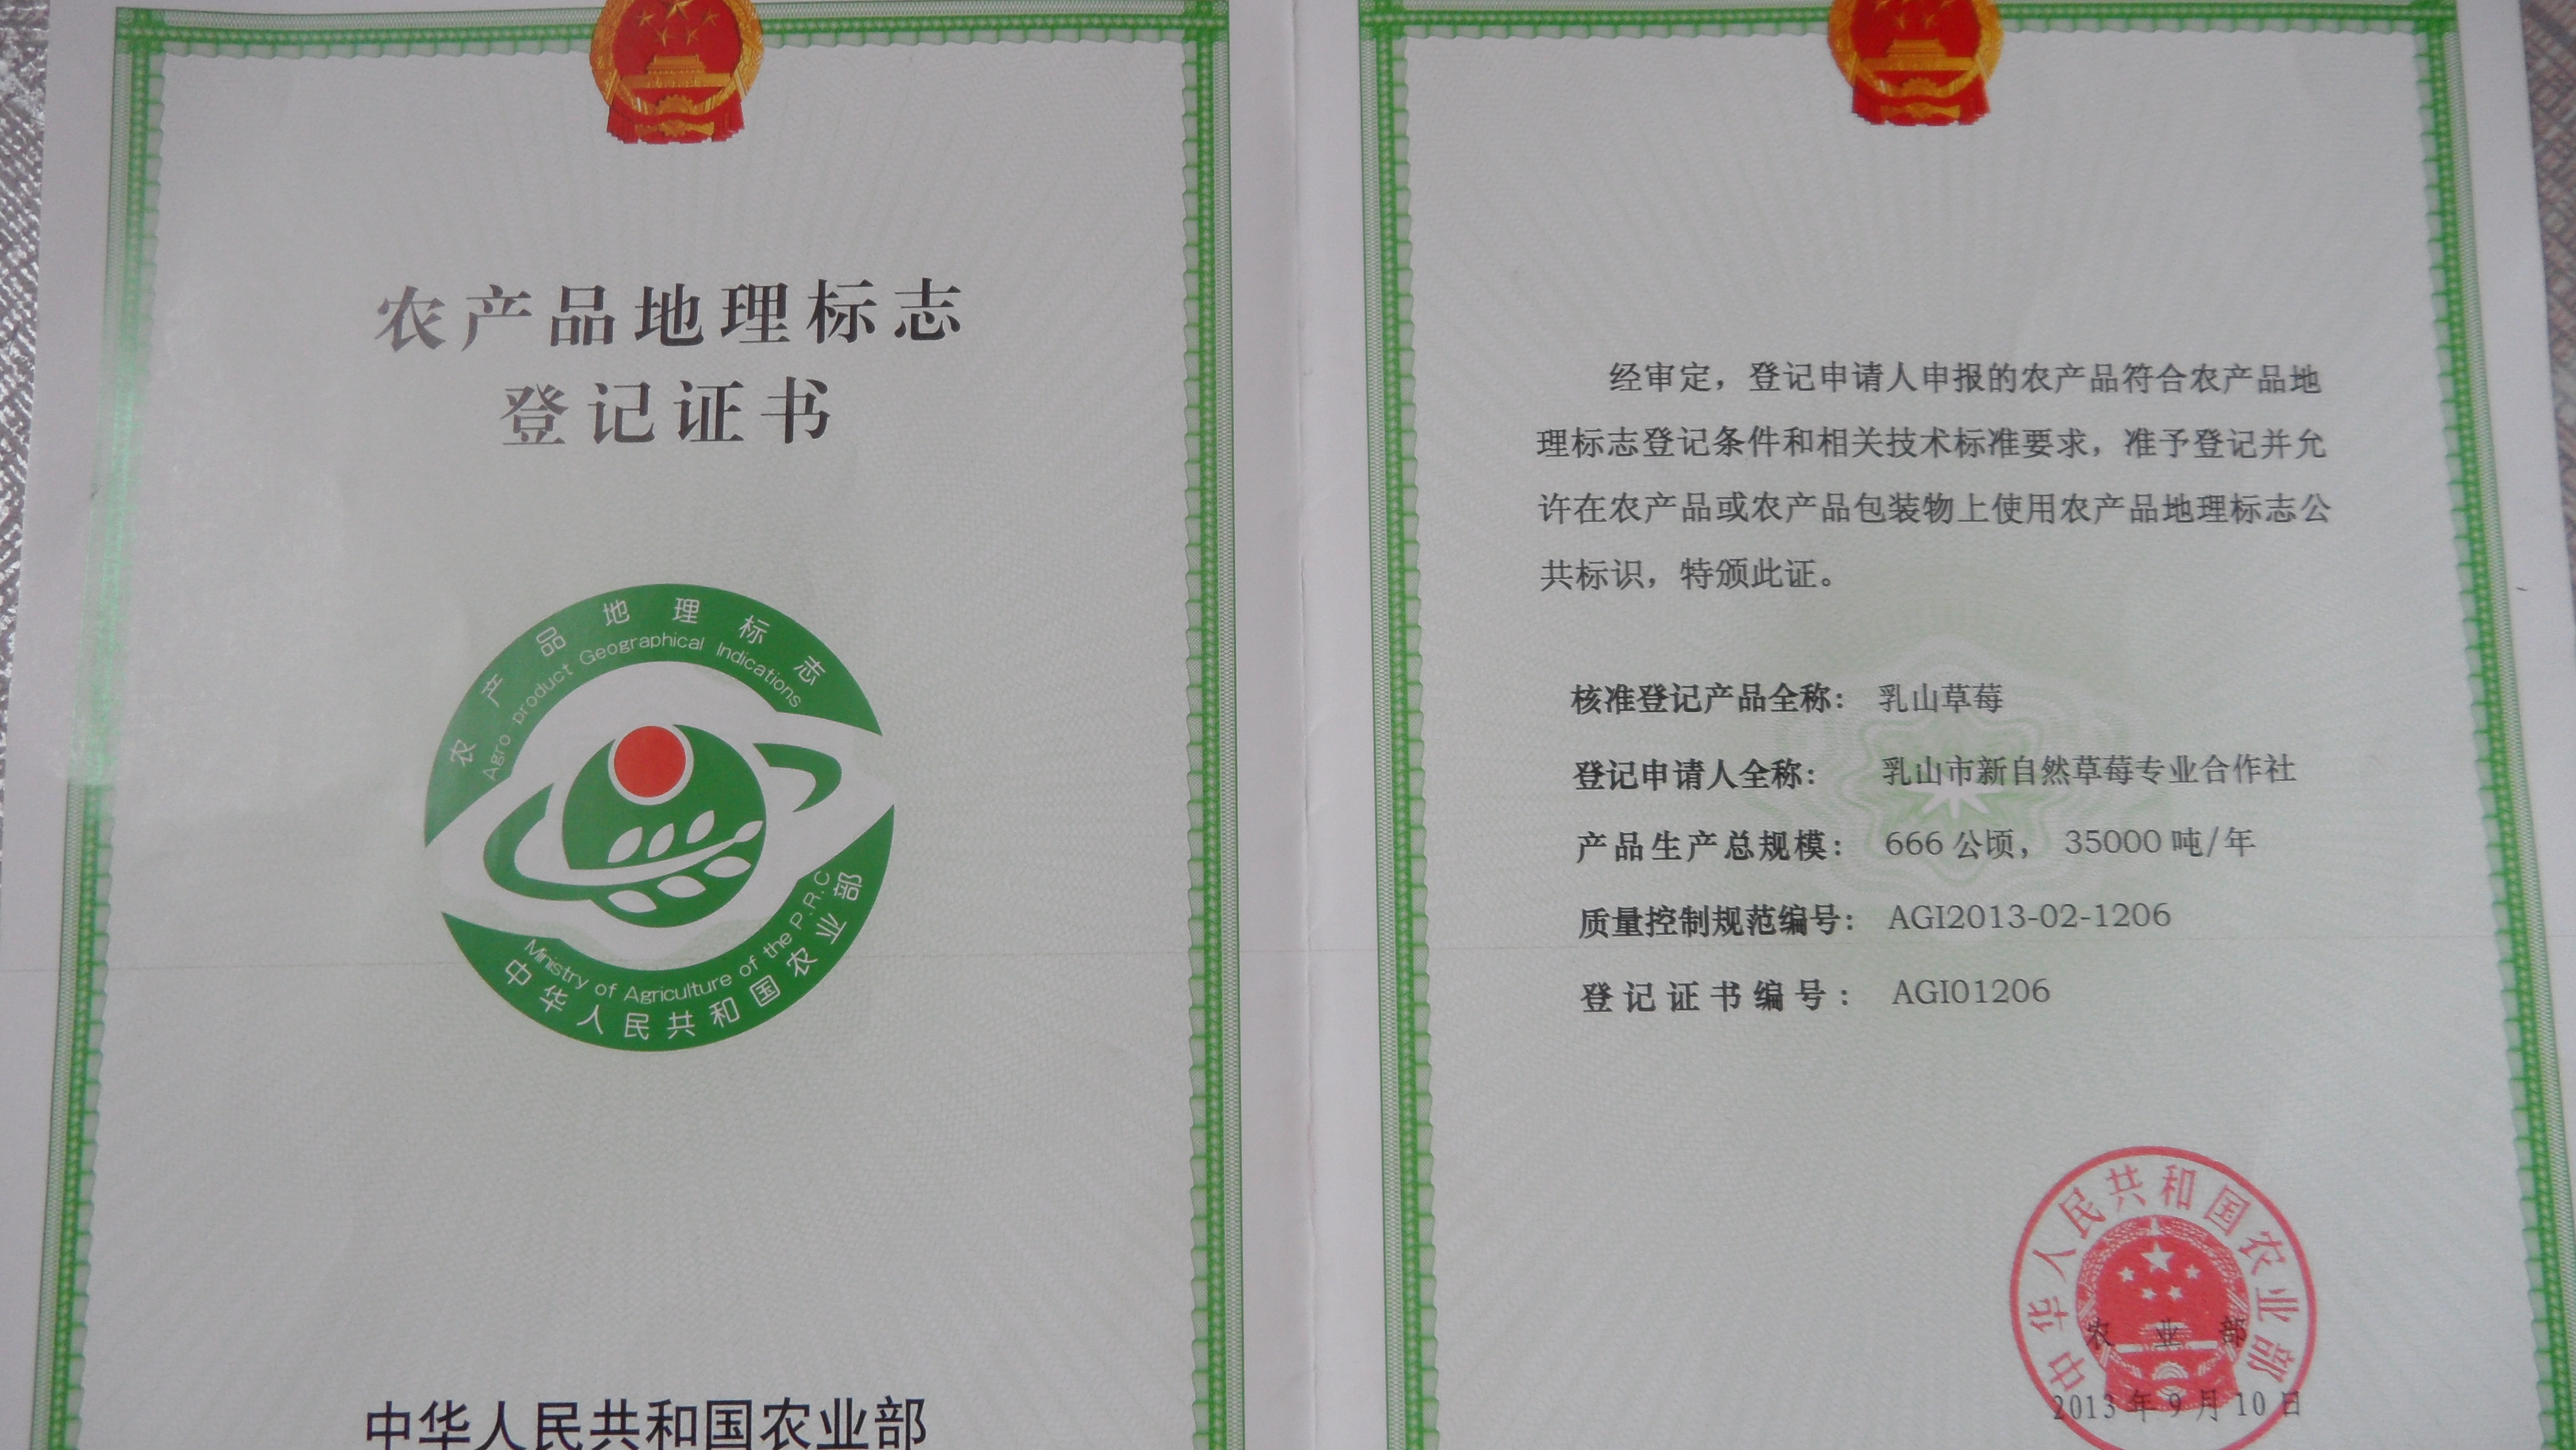 农产品地理标志
登记证书
农产品地理标志
Agro-product Geographical Indications
Ministry of Agriculture of the P.R.C
中华人民共和国农业部
中华人民共和国农业部
经审定，登记申请人申报的农产品符合农产品地
理标志登记条件和相关技术标准要求，准予登记并允
许在农产品或农产品包装物上使用农产品地理标志公
共标识，特颁此证。
核准登记产品全称： 乳山草莓
登记申请人全称： 乳山市新自然草莓专业合作社
产品生产总规模： 666公顷， 35000吨/年
质量控制规范编号： AGI2013-02-1206
登记证书编号： AGI01206
中华人民共和国农业部
农业部
2013年9月10日